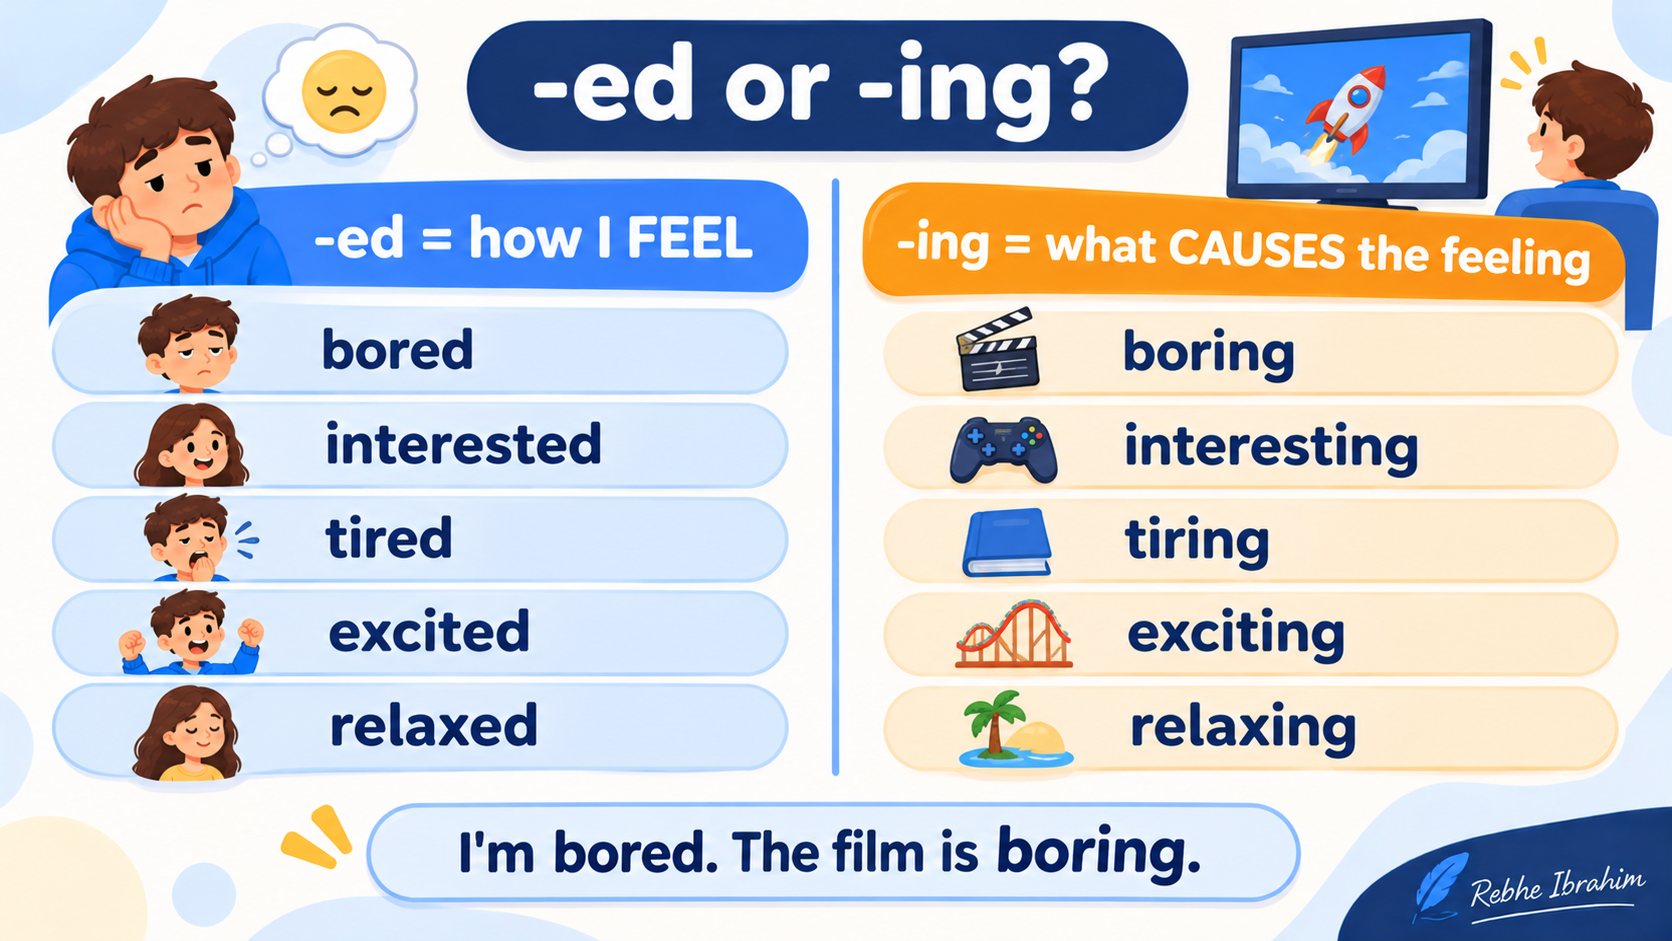 -ed or -ing?
-ed = how I FEEL
bored
interested
tired
excited
relaxed
-ing = what CAUSES the feeling
boring
interesting
tiring
exciting
relaxing
I'm bored. The film is boring.
Rebhe Ibrahim